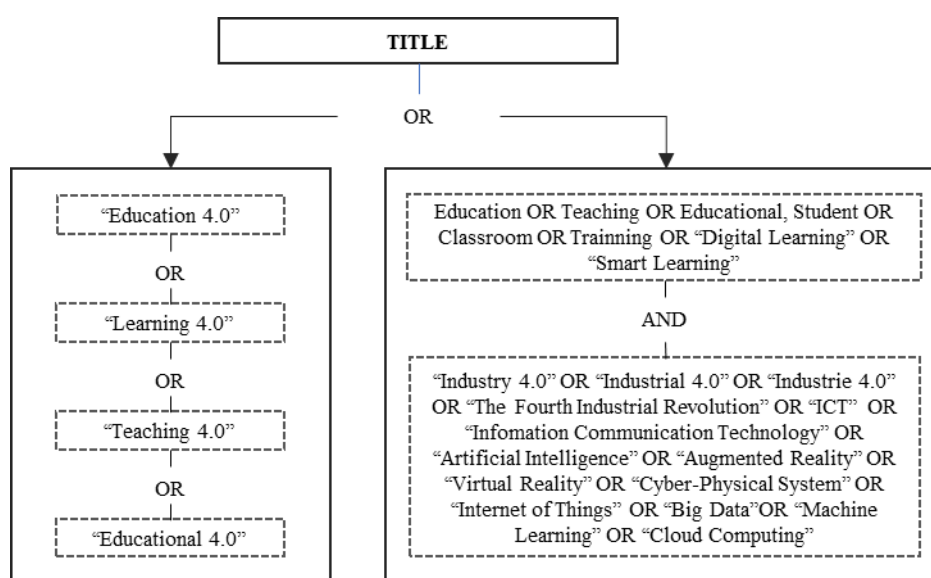 TITLE
OR
“Education 4.0”
OR
“Learning 4.0”
OR
“Teaching 4.0”
OR
“Educational 4.0”
Education OR Teaching OR Educational, Student OR
Classroom OR Trainning OR “Digital Learning” OR
“Smart Learning”
AND
“Industry 4.0” OR “Industrial 4.0” OR “Industrie 4.0”
OR “The Fourth Industrial Revolution” OR “ICT” OR
“Infomation Communication Technology” OR
“Artificial Intelligence” OR “Augmented Reality” OR
“Virtual Reality” OR “Cyber-Physical System” OR
“Internet of Things” OR “Big Data”OR “Machine
Learning” OR “Cloud Computing”